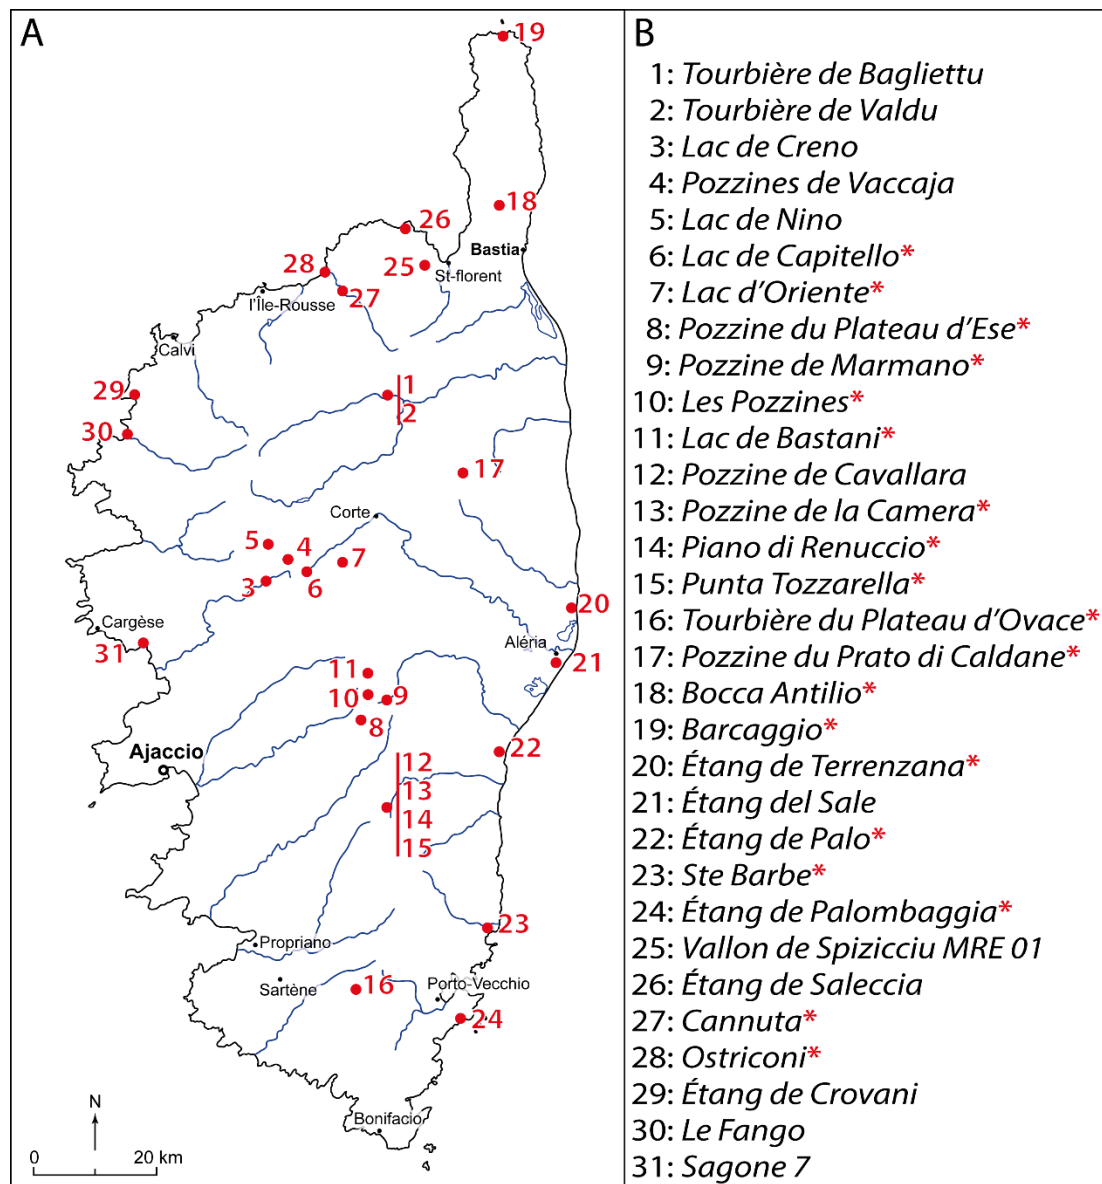 A
19
18
26
Bastia
28
25
St-florent
l'Île-Rousse
27
Calvi
29
1
2
30
17
Corte
5
4
7
3
6
20
Cargèse
Aléria
31
21
11
10
9
8
22
Ajaccio
12
13
14
15
23
Propriano
Sartène
16
Porto-Vecchio
24
N
Bonifacio
0 20 km
B
1: Tourbière de Bagliettu
2: Tourbière de Valdu
3: Lac de Creno
4: Pozzines de Vaccaja
5: Lac de Nino
6: Lac de Capitello*
7: Lac d'Oriente*
8: Pozzine du Plateau d'Ese*
9: Pozzine de Marmano*
10: Les Pozzines*
11: Lac de Bastani*
12: Pozzine de Cavallara
13: Pozzine de la Camera*
14: Piano di Renuccio*
15: Punta Tozzarella*
16: Tourbière du Plateau d'Ovace*
17: Pozzine du Prato di Caldane*
18: Bocca Antilio*
19: Barcaggio*
20: Étang de Terrenzana*
21: Étang del Sale
22: Étang de Palo*
23: Ste Barbe*
24: Étang de Palombaggia*
25: Vallon de Spizicciu MRE 01
26: Étang de Saleccia
27: Cannuta*
28: Ostriconi*
29: Étang de Crovani
30: Le Fango
31: Sagone 7